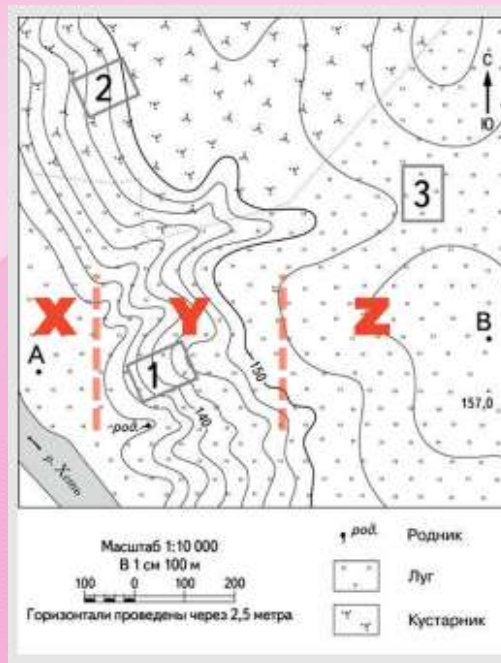 2
С
Ю
3
X Y Z
А
В
1
150
140
род.
157,0
р. Хоть
Масштаб 1:10 000
В 1 см 100 м
100 0 100 200
Горизонтали проведены через 2,5 метра
род. Родник
Луг
Кустарник